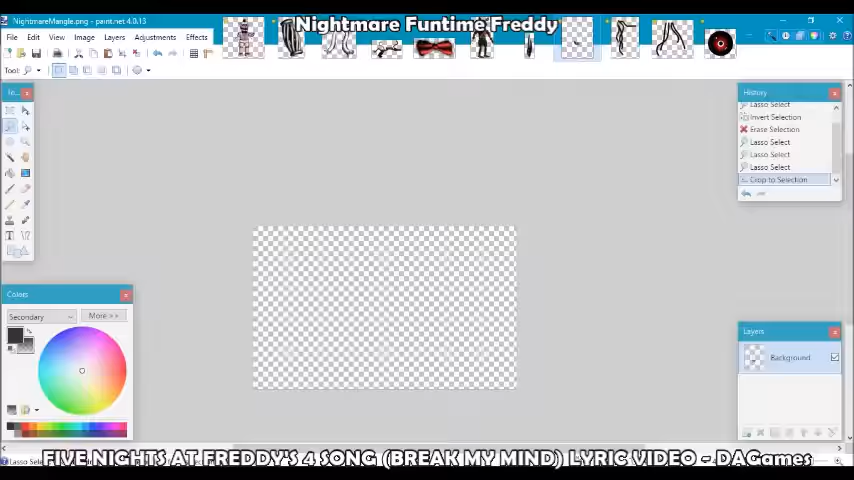 NightmareMangle.png - paint.net 4.0.13
Nightmare Funtime Freddy
File Edit View Image Layers Adjustments Effects
Tool:
To...
History
Lasso Select
Invert Selection
Erase Selection
Lasso Select
Lasso Select
Lasso Select
Crop to Selection
Colors
Secondary
More >>
Layers
Background
FIVE NIGHTS AT FREDDY'S 4 SONG (BREAK MY MIND) LYRIC VIDEO - DAGames